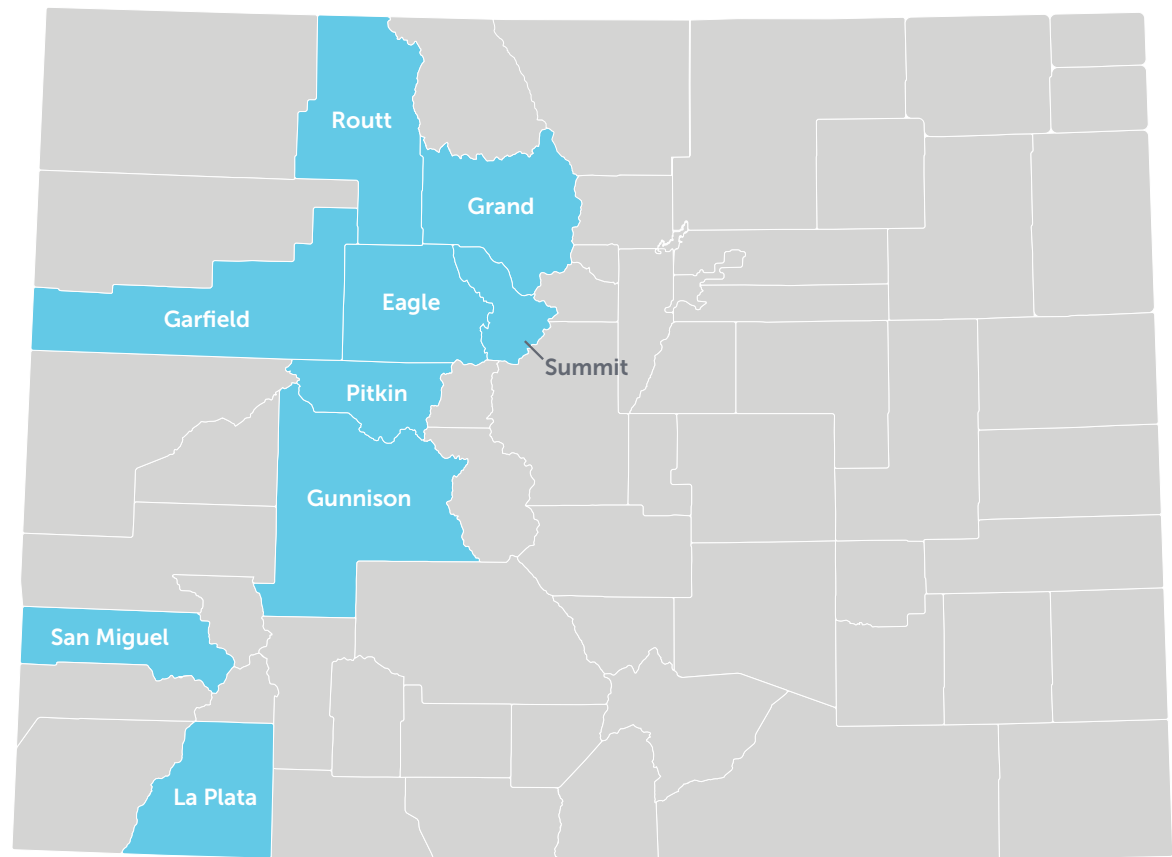 Routt
Grand
Eagle
Garfield
Summit
Pitkin
Gunnison
San Miguel
La Plata